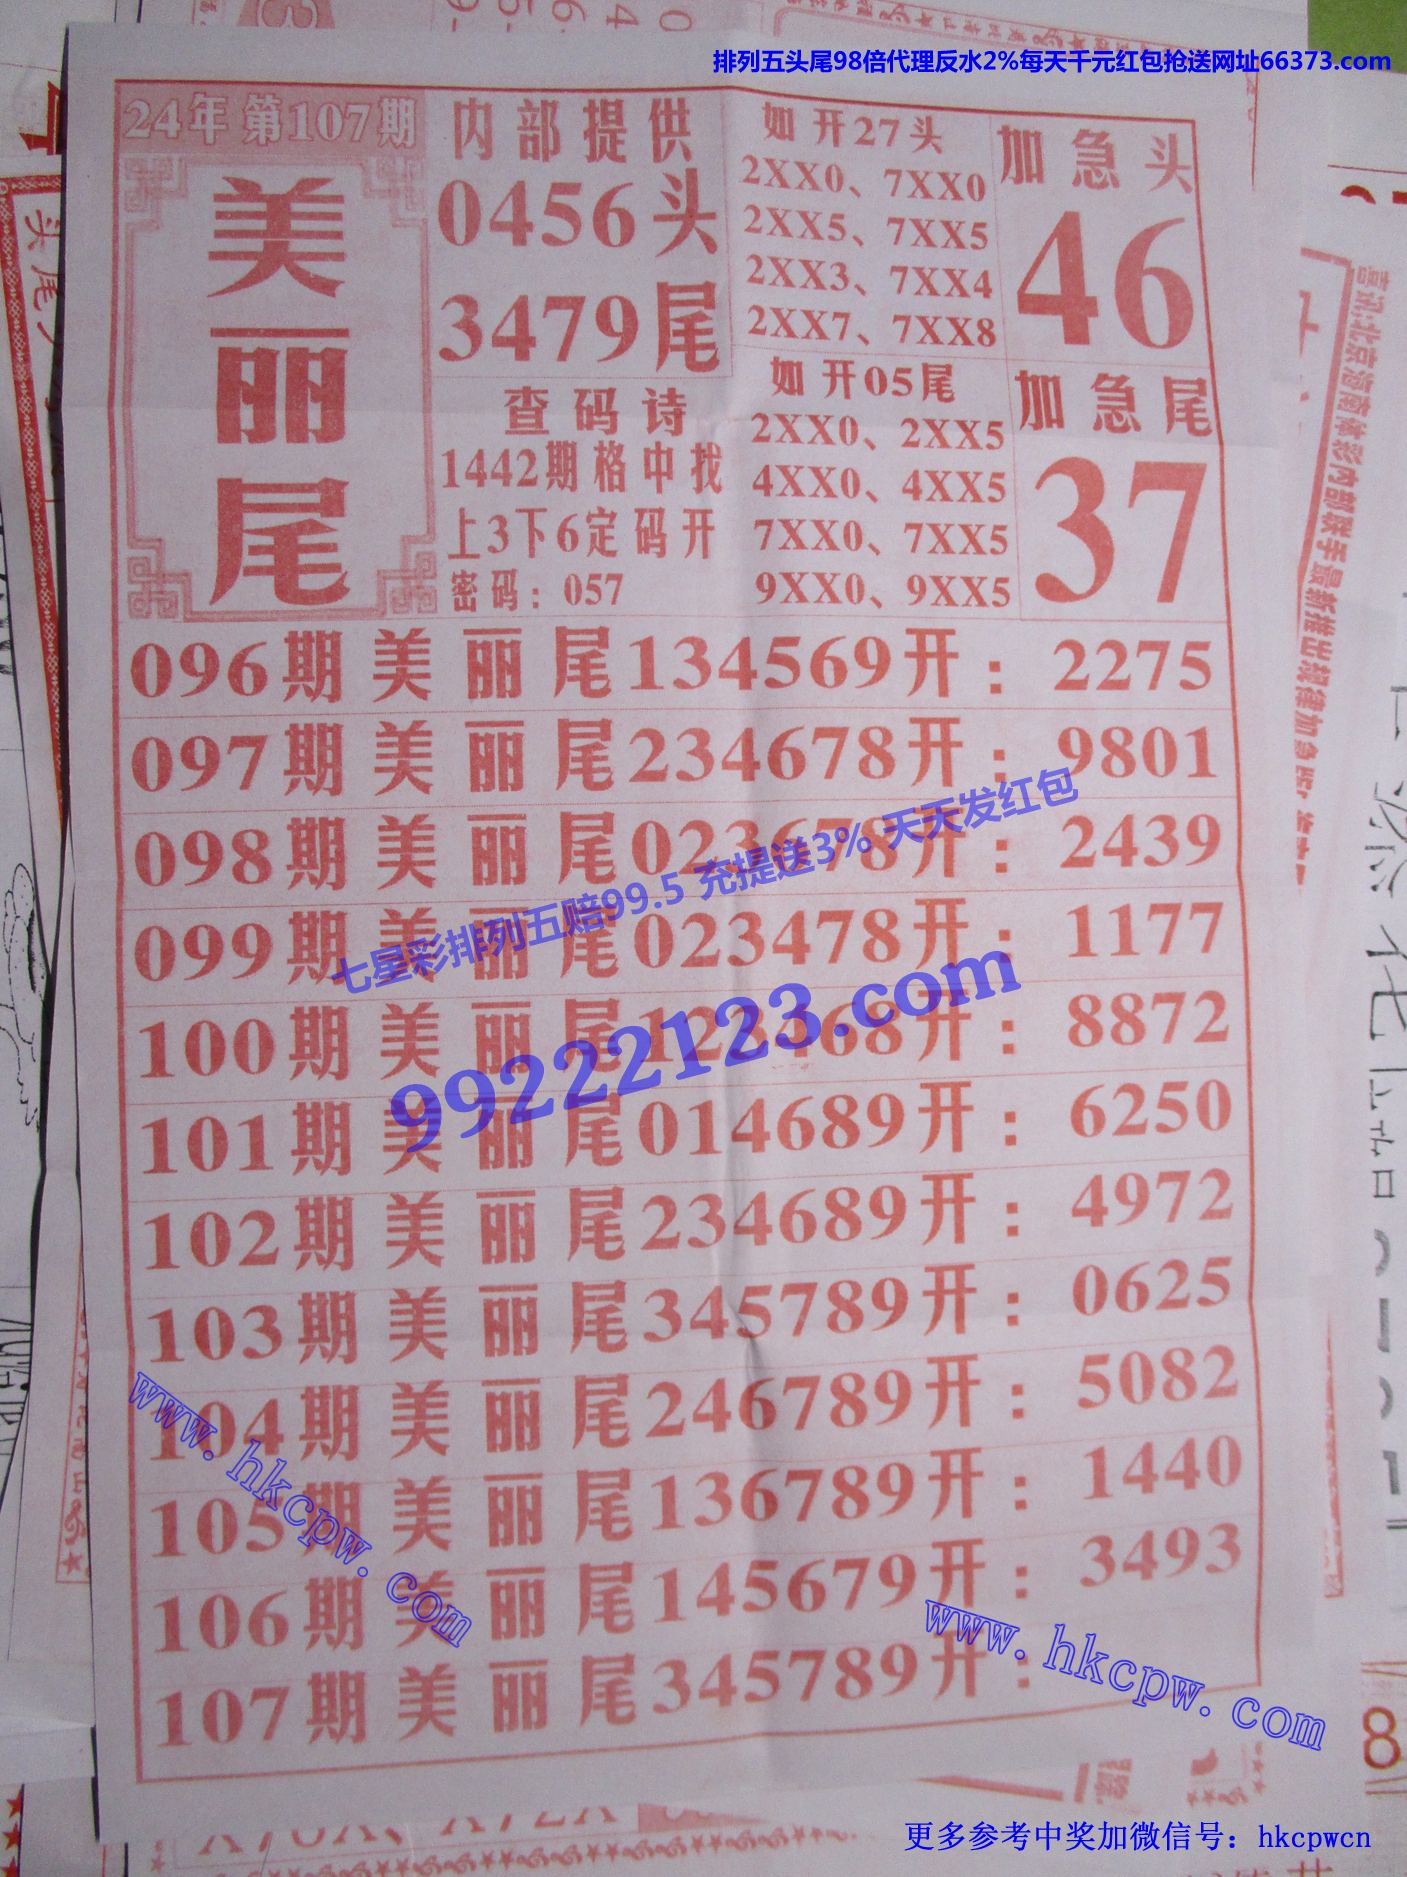 排列五头尾98倍代理反水2%每天千元红包抢送网址66373.com
24年 第107期
美丽尾
内部提供
0456头
3479尾
查码诗
1442期格中找
上3下6定码开
密码：057
如开27头
2XX0、7XX0
2XX5、7XX5
2XX3、7XX4
2XX7、7XX8
如开05尾
2XX0、2XX5
4XX0、4XX5
7XX0、7XX5
9XX0、9XX5
加急头
46
加急尾
37
096期美丽尾134569开：2275
097期美丽尾234678开：9801
098期美丽尾023678开：2439
099期美丽尾023478开：1177
100期美丽尾123468开：8872
101期美丽尾014689开：6250
102期美丽尾234689开：4972
103期美丽尾345789开：0625
104期美丽尾246789开：5082
105期美丽尾136789开：1440
106期美丽尾145679开：3493
107期美丽尾345789开：
七星彩排列五赔99.5 充提送3% 天天发红包
99222123.com
www.hkcpw.com
www.hkcpw.com
更多参考中奖加微信号：hkcpwcn